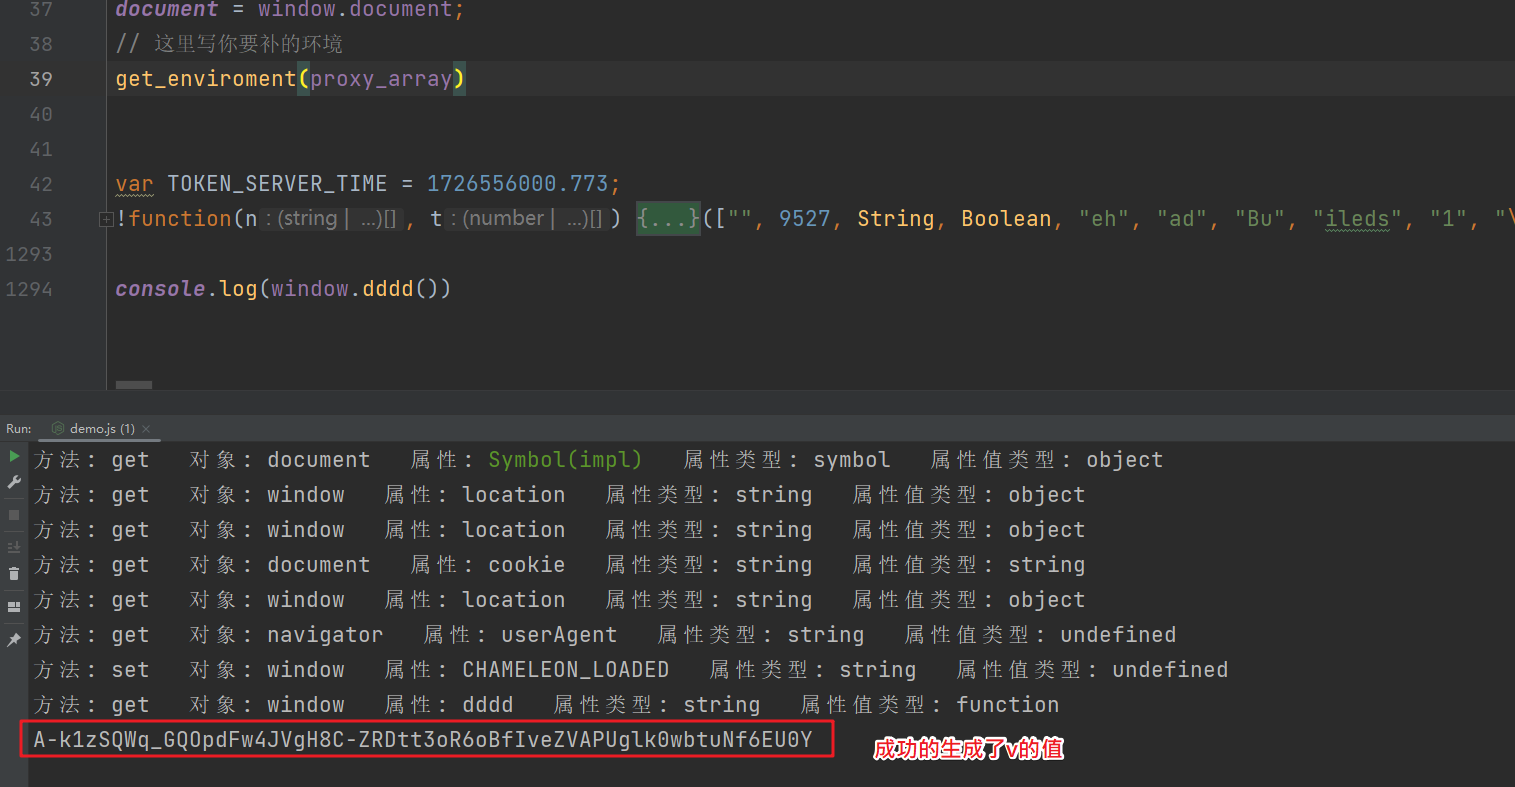 37 document = window.document;
38 // 这里写你要补的环境
39 get_enviroment(proxy_array)
40
41
42 var TOKEN_SERVER_TIME = 1726556000.773;
43 !function(n : (string | ...)[] , t : (number | ...)[] ) {...}(["", 9527, String, Boolean, "eh", "ad", "Bu", "ileds", "1", "\
1293
1294 console.log(window.dddd())
Run: demo.js (1) ×
方法: get 对象: document 属性: Symbol(impl) 属性类型: symbol 属性值类型: object
方法: get 对象: window 属性: location 属性类型: string 属性值类型: object
方法: get 对象: window 属性: location 属性类型: string 属性值类型: object
方法: get 对象: document 属性: cookie 属性类型: string 属性值类型: string
方法: get 对象: window 属性: location 属性类型: string 属性值类型: object
方法: get 对象: navigator 属性: userAgent 属性类型: string 属性值类型: undefined
方法: set 对象: window 属性: CHAMELEON_LOADED 属性类型: string 属性值类型: undefined
方法: get 对象: window 属性: dddd 属性类型: string 属性值类型: function
A-k1zSQWq_GQOpdFw4JVgH8C-ZRDtt3oR6oBfIveZVAPUglk0wbtuNf6EU0Y
成功的生成了v的值